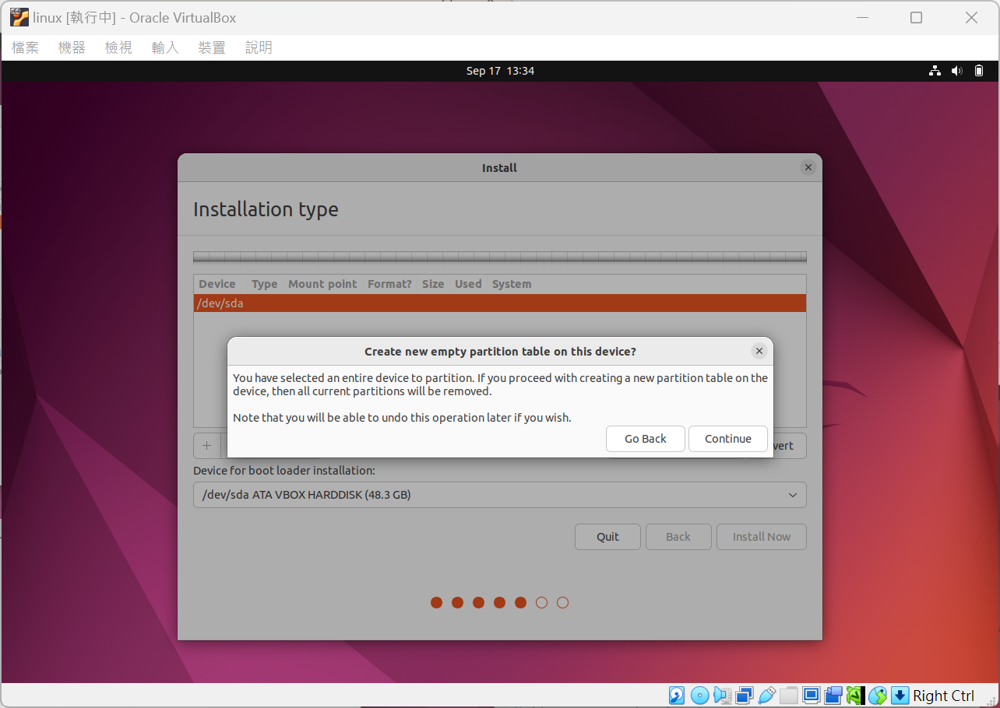 linux [執行中] - Oracle VirtualBox
檔案 機器 檢視 輸入 裝置 說明
Sep 17 13:34
Install
Installation type
Device Type Mount point Format? Size Used System
/dev/sda
Create new empty partition table on this device?
You have selected an entire device to partition. If you proceed with creating a new partition table on the
device, then all current partitions will be removed.
Note that you will be able to undo this operation later if you wish.
Go Back Continue
+ vert
Device for boot loader installation:
/dev/sda ATA VBOX HARDDISK (48.3 GB)
Quit Back Install Now
Right Ctrl